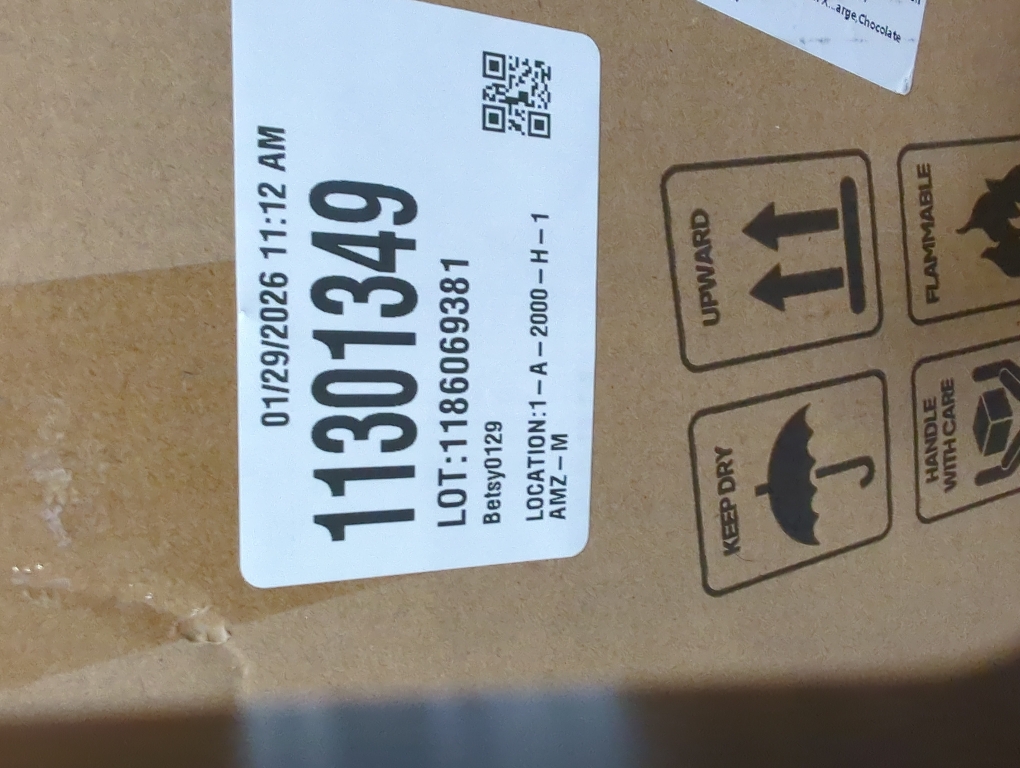 01/29/2026 11:12 AM
11301349
LOT:1186069381
Betsy0129
LOCATION:1-A-2000-H-1
AMZ-M
X...arge,Chocolate
UPWARD
FLAMMABLE
KEEP DRY
HANDLE
WITH CARE